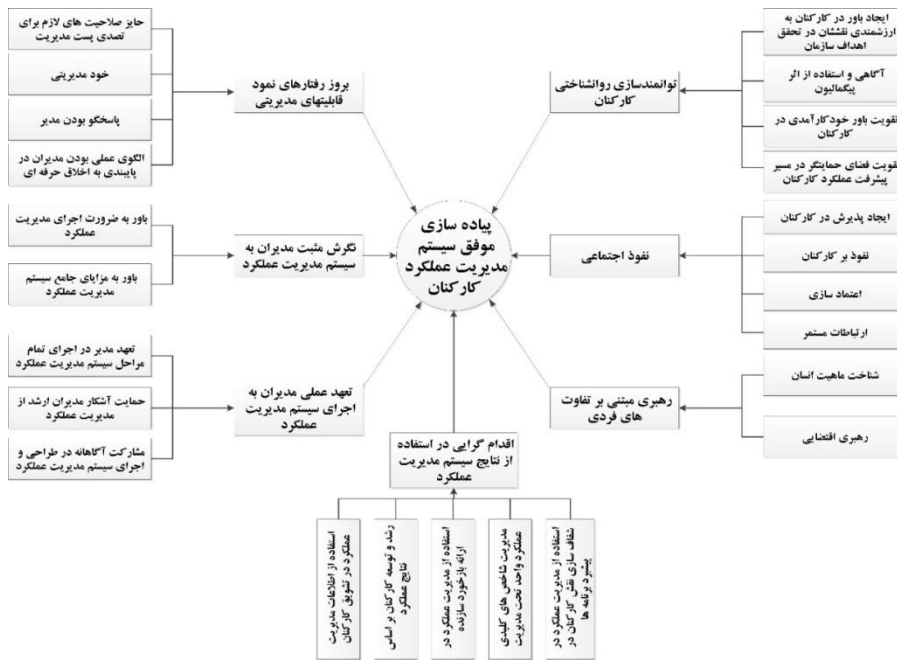 ایجاد باور در کارکنان به
ارزشمندی نقششان در تحقق
اهداف سازمان
آگاهی و استفاده از اثر
پیگمالیون
تقویت باور خودکارآمدی در
کارکنان
تقویت فضای حمایتگر در مسیر
پیشرفت عملکرد کارکنان
توانمندسازی روانشناختی
کارکنان
ایجاد پذیرش در کارکنان
نفوذ بر کارکنان
اعتماد سازی
ارتباطات مستمر
نفوذ اجتماعی
شناخت ماهیت انسان
رهبری اقتضایی
رهبری مبتنی بر تفاوت
های فردی
پیاده سازی
موفق سیستم
مدیریت عملکرد
کارکنان
بروز رفتارهای نمود
قابلیتهای مدیریتی
حایز صلاحیت های لازم برای
تصدی پست مدیریت
خود مدیریتی
پاسخگو بودن مدیر
الگوی عملی بودن مدیران در
پایبندی به اخلاق حرفه ای
نگرش مثبت مدیران به
سیستم مدیریت عملکرد
باور به ضرورت اجرای مدیریت
عملکرد
باور به مزایای جامع سیستم
مدیریت عملکرد
تعهد عملی مدیران به
اجرای سیستم مدیریت
عملکرد
تعهد مدیر در اجرای تمام
مراحل سیستم مدیریت عملکرد
حمایت آشکار مدیران ارشد از
مدیریت عملکرد
مشارکت آگاهانه در طراحی و
اجرای سیستم مدیریت عملکرد
اقدام گرایی در استفاده
از نتایج سیستم مدیریت
عملکرد
استفاده از مدیریت عملکرد در
شفاف سازی نقش کارکنان در
پیشبرد برنامه ها
مدیریت شاخص های کلیدی
عملکرد واحد تحت مدیریت
استفاده از مدیریت عملکرد در
ارائه بازخورد سازنده
رشد و توسعه کارکنان بر اساس
نتایج عملکرد
استفاده از اطلاعات مدیریت
عملکرد در تشویق کارکنان